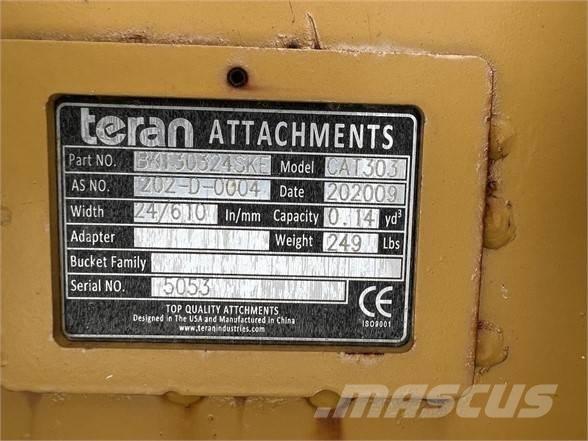 teran ATTACHMENTS
Part NO. Model CAT303
AS NO. 202-D-0004 Date 202009
Width 24/610 In/mm Capacity 0.14 yd³
Adapter Weight 249 Lbs
Bucket Family
Serial NO. 5053
TOP QUALITY ATTCHMENTS
Designed in The USA and Manufactured in China
www.teranindustries.com
CE
ISO9001
MASCUS